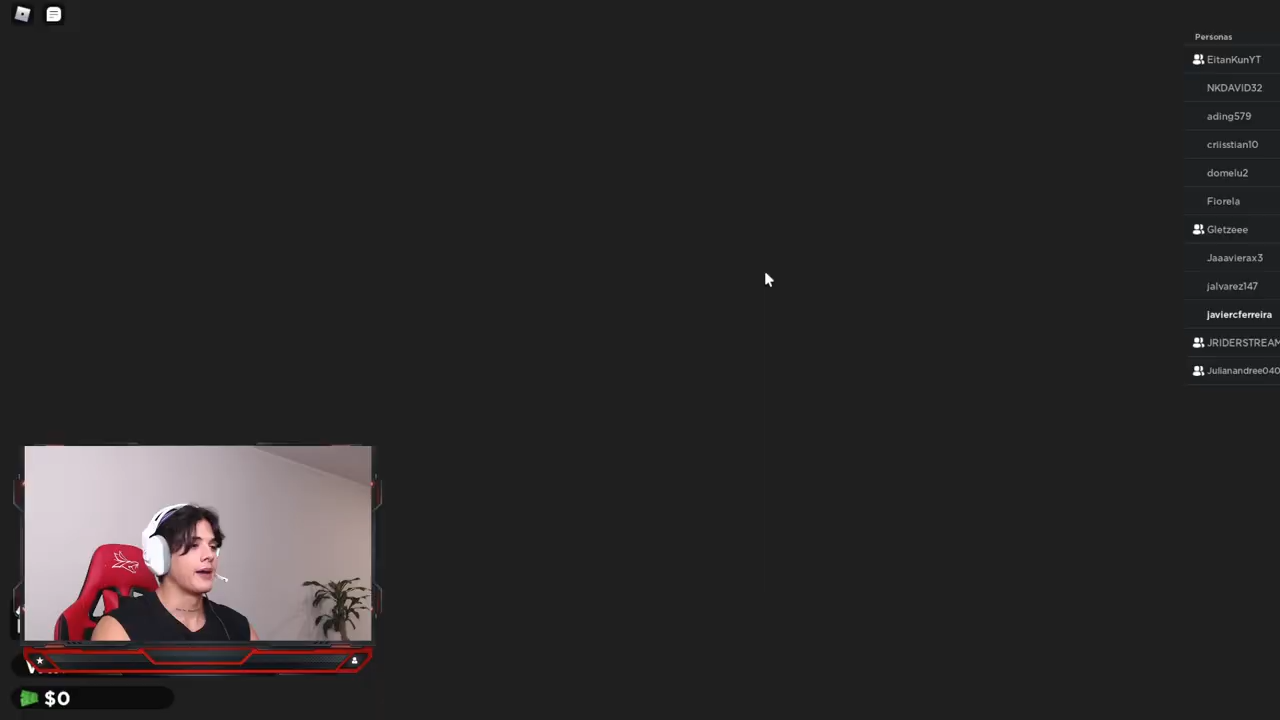 Personas
EitanKunYT
NKDAVID32
ading579
criisstian10
domelu2
Fiorela
Gletzeee
Jaaavierax3
jalvarez147
javiercferreira
JRIDERSTREAM
Julianandree040
$0